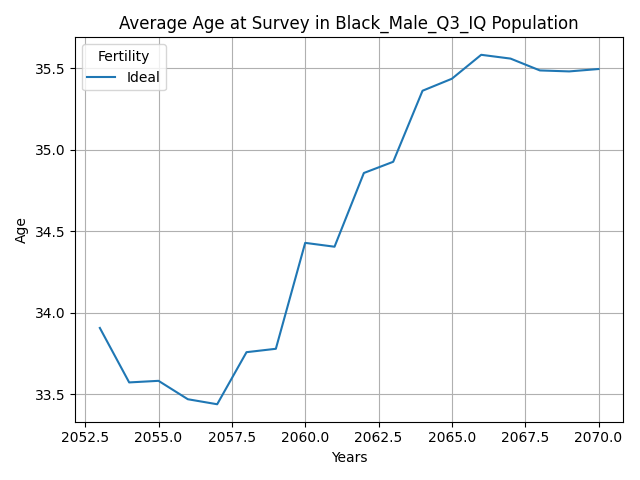 Average Age at Survey in Black_Male_Q3_IQ Population
Fertility
Ideal
35.5
35.0
34.5
34.0
33.5
Age
2052.5 2055.0 2057.5 2060.0 2062.5 2065.0 2067.5 2070.0
Years